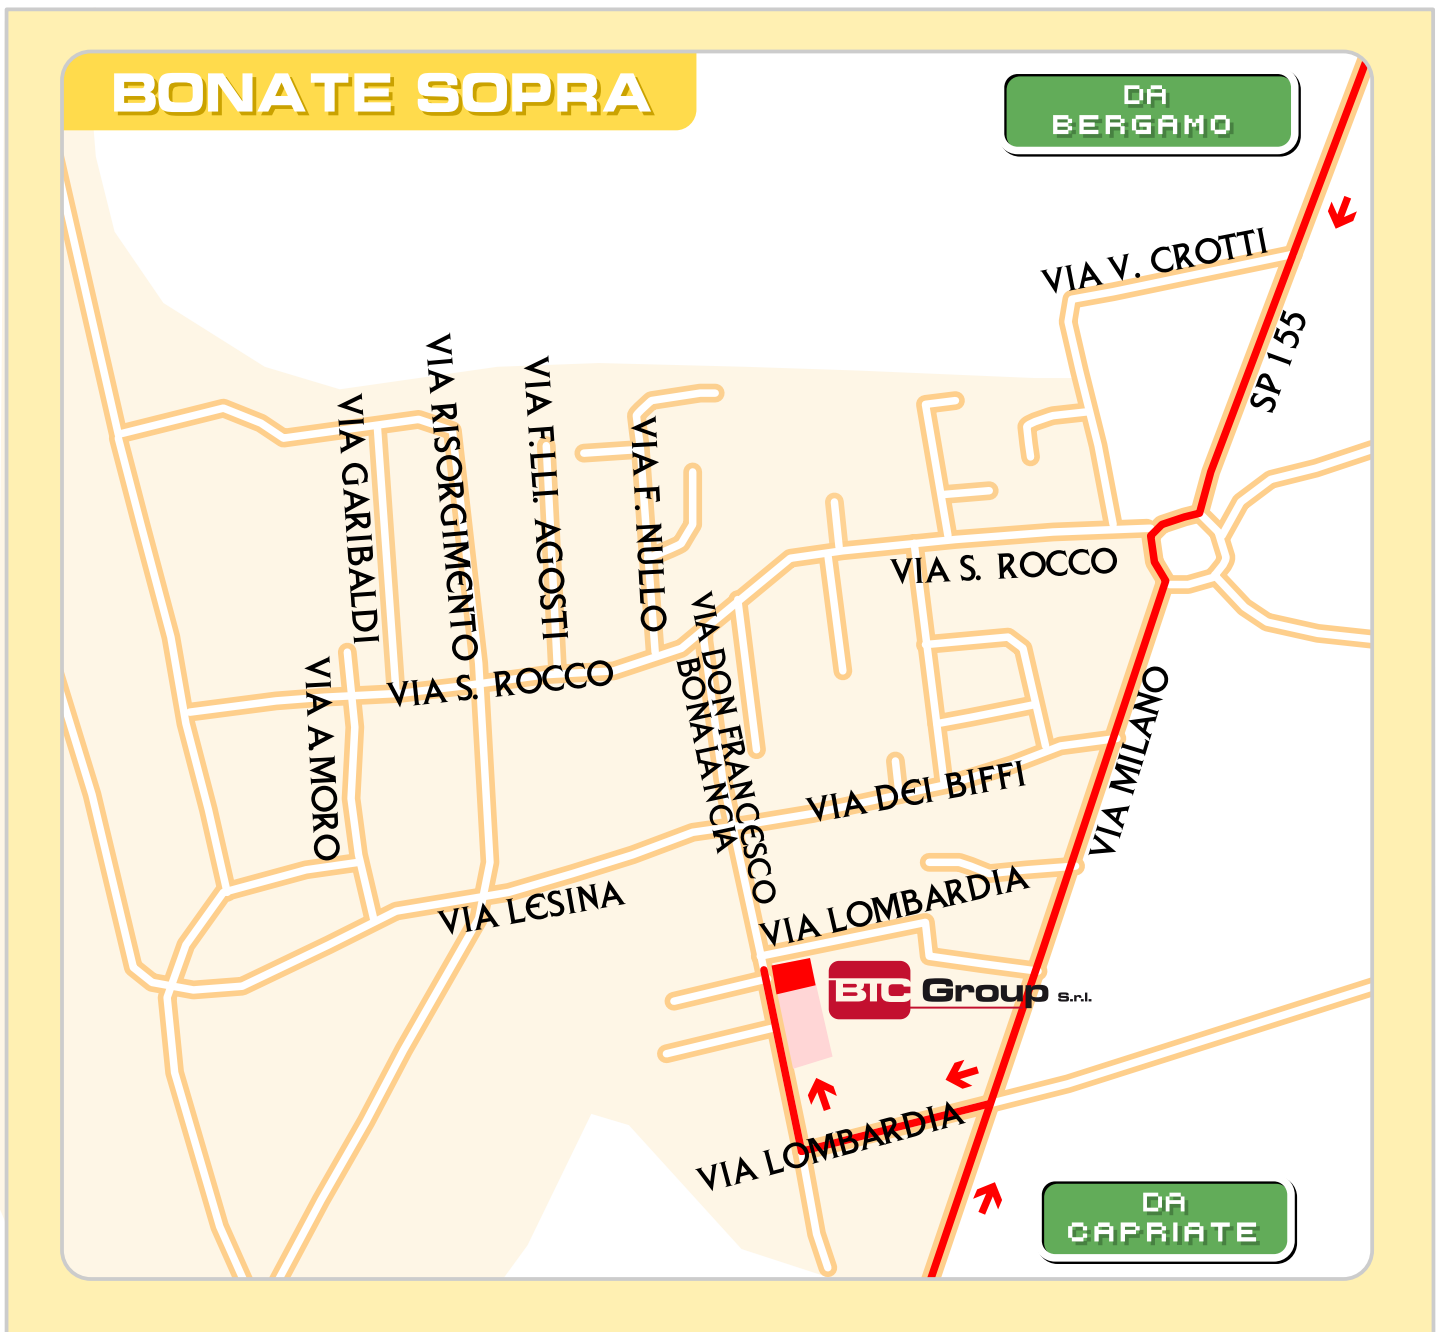 BONATE SOPRA
DA
BERGAMO
VIA V. CROTTI
SP 155
VIA RISORGIMENTO
VIA F.LLI. AGOSTI
VIA GARIBALDI
VIA F. NULLO
VIA S. ROCCO
VIA DON FRANCESCO
BONALANCIA
VIA S. ROCCO
VIA A MORO
VIA MILANO
VIA DEI BIFFI
VIA LESINA
VIA LOMBARDIA
BTC Group s.r.l.
VIA LOMBARDIA
DA
CAPRIATE